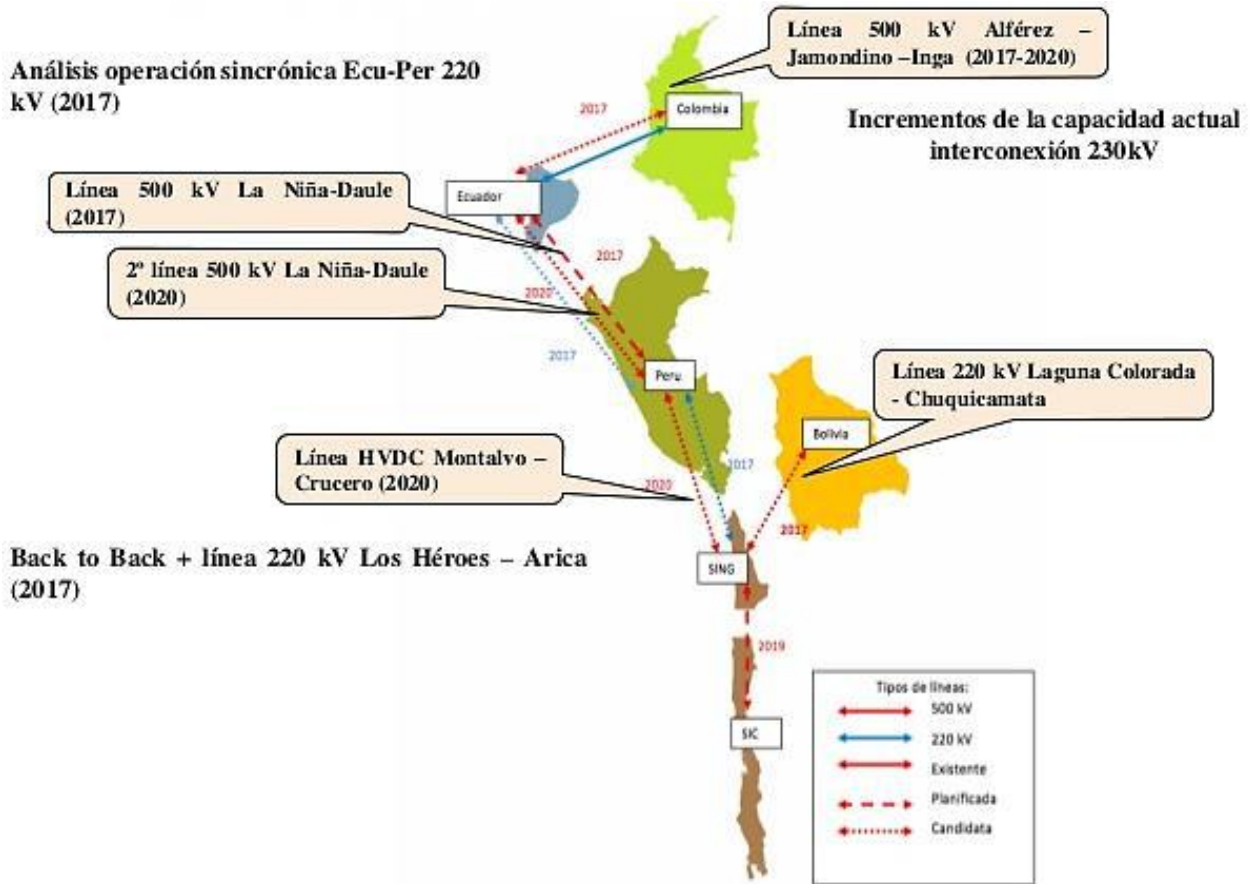 Línea 500 kV Alférez –
Jamondino –Inga (2017-2020)
Análisis operación sincrónica Ecu-Per 220
kV (2017)
2017
Colombia
Incrementos de la capacidad actual
interconexión 230kV
Línea 500 kV La Niña-Daule
(2017)
Ecuador
2º línea 500 kV La Niña-Daule
(2020)
2017
2020
2017
Peru
Línea 220 kV Laguna Colorada
- Chuquicamata
Bolivia
Línea HVDC Montalvo –
Crucero (2020)
2017
2020
2017
Back to Back + línea 220 kV Los Héroes – Arica
(2017)
SING
2019
SIC
Tipos de líneas:
500 kV
220 kV
Existente
Planificada
Candidata